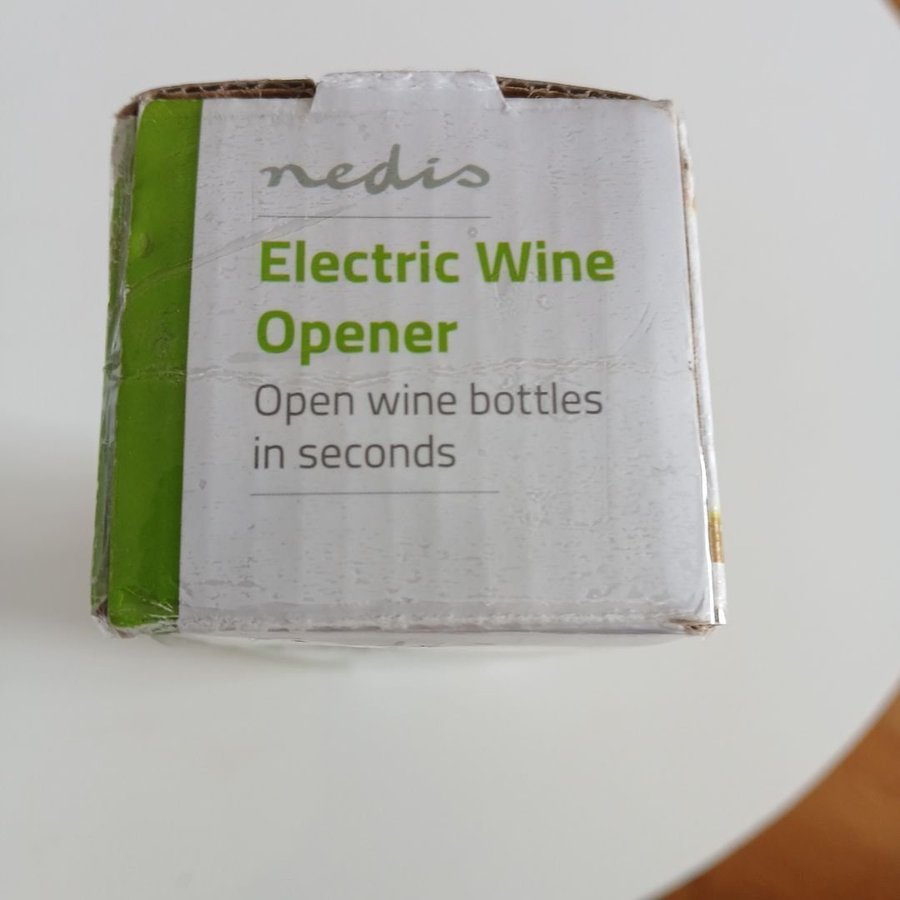 nedis
Electric Wine
Opener
Open wine bottles
in seconds